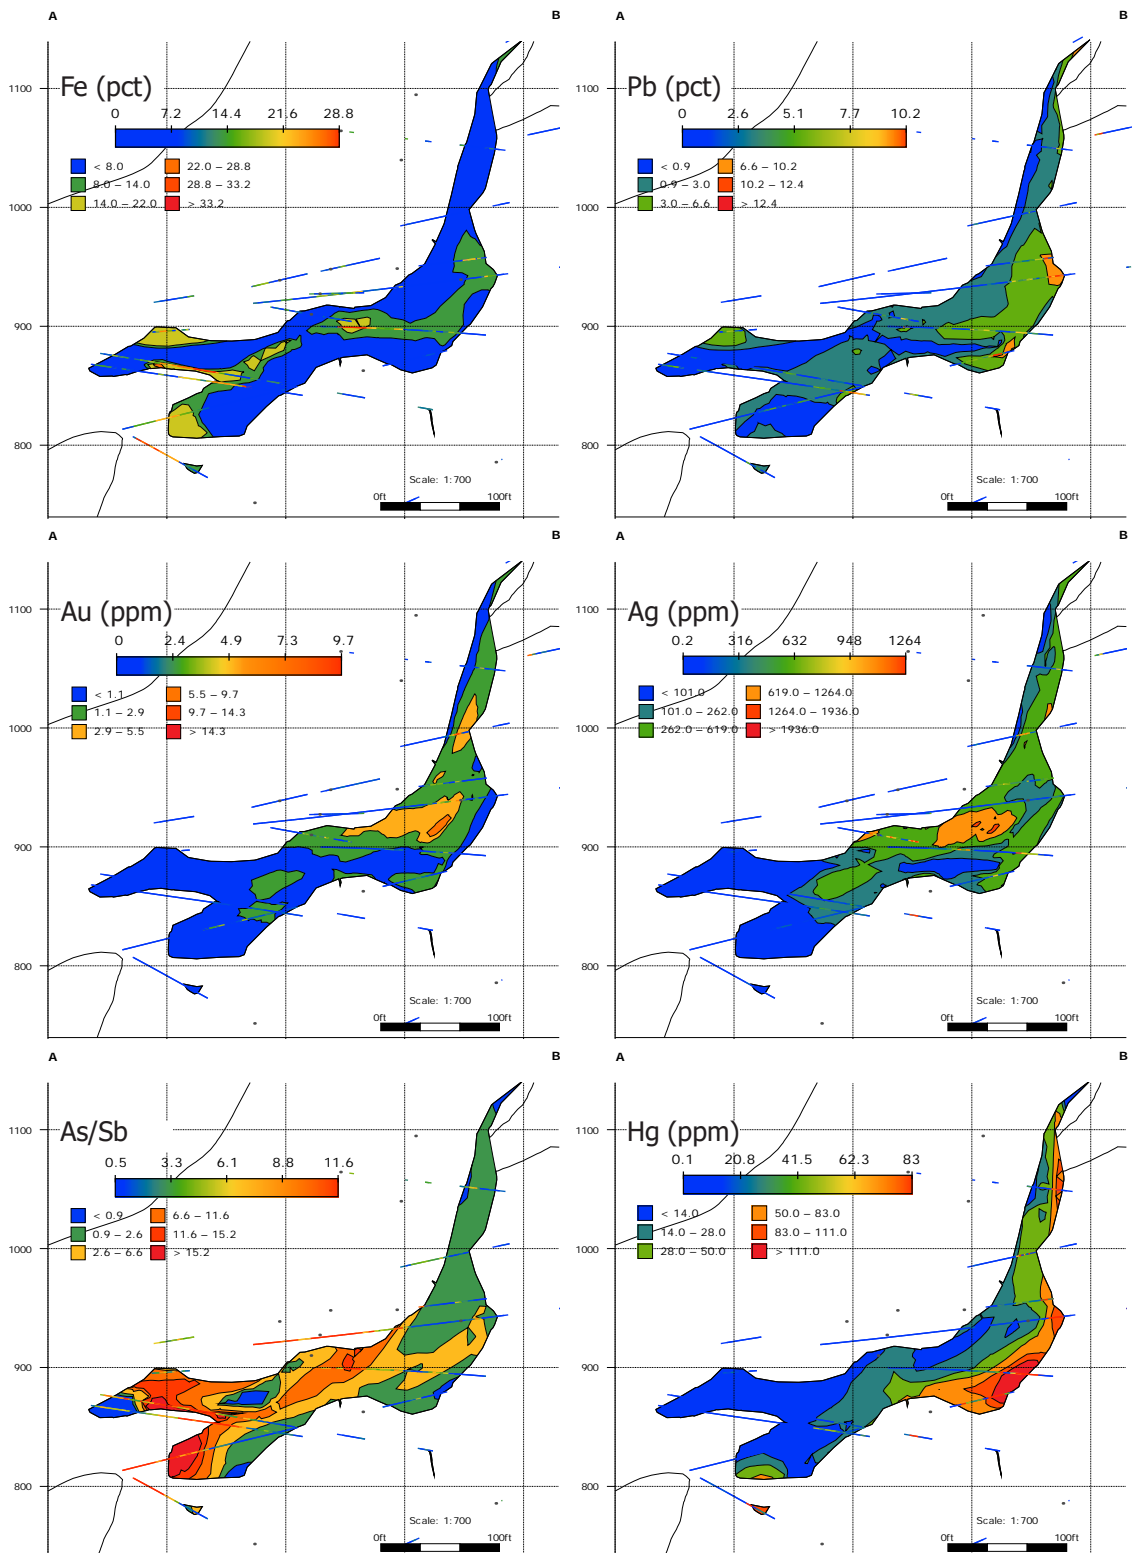 A B A B
Fe (pct) Pb (pct)
1100
0 7.2 14.4 21.6 28.8 0 2.6 5.1 7.7 10.2
< 8.0 22.0 – 28.8 < 0.9 6.6 – 10.2
8.0 – 14.0 28.8 – 33.2 0.9 – 3.0 10.2 – 12.4
14.0 – 22.0 > 33.2 3.0 – 6.6 > 12.4
1000 1000
900 900
800 800
Scale: 1:700 Scale: 1:700
0ft 100ft 0ft 100ft
A B A B
1100 1100
Au (ppm) Ag (ppm)
0 2.4 4.9 7.3 9.7 0.2 316 632 948 1264
< 1.1 5.5 – 9.7 < 101.0 619.0 – 1264.0
1.1 – 2.9 9.7 – 14.3 101.0 – 262.0 1264.0 – 1936.0
2.9 – 5.5 > 14.3 262.0 – 619.0 > 1936.0
1000 1000
900 900
800 800
Scale: 1:700 Scale: 1:700
0ft 100ft 0ft 100ft
A B A B
1100 1100
As/Sb Hg (ppm)
0.5 3.3 6.1 8.8 11.6 0.1 20.8 41.5 62.3 83
< 0.9 6.6 – 11.6 < 14.0 50.0 – 83.0
0.9 – 2.6 11.6 – 15.2 14.0 – 28.0 83.0 – 111.0
2.6 – 6.6 > 15.2 28.0 – 50.0 > 111.0
1000 1000
900 900
800 800
Scale: 1:700 Scale: 1:700
0ft 100ft 0ft 100ft